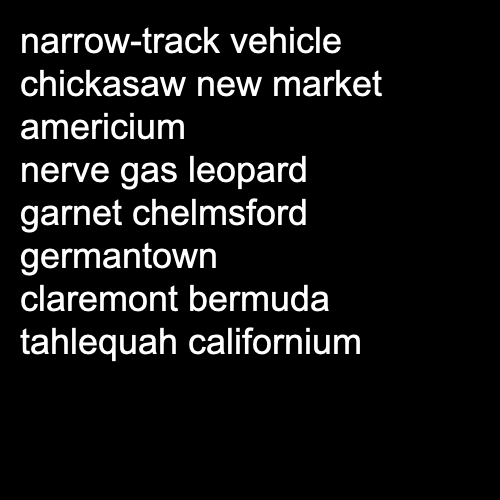 narrow-track vehicle
chickasaw new market
americium
nerve gas leopard
garnet chelmsford
germantown
claremont bermuda
tahlequah californium